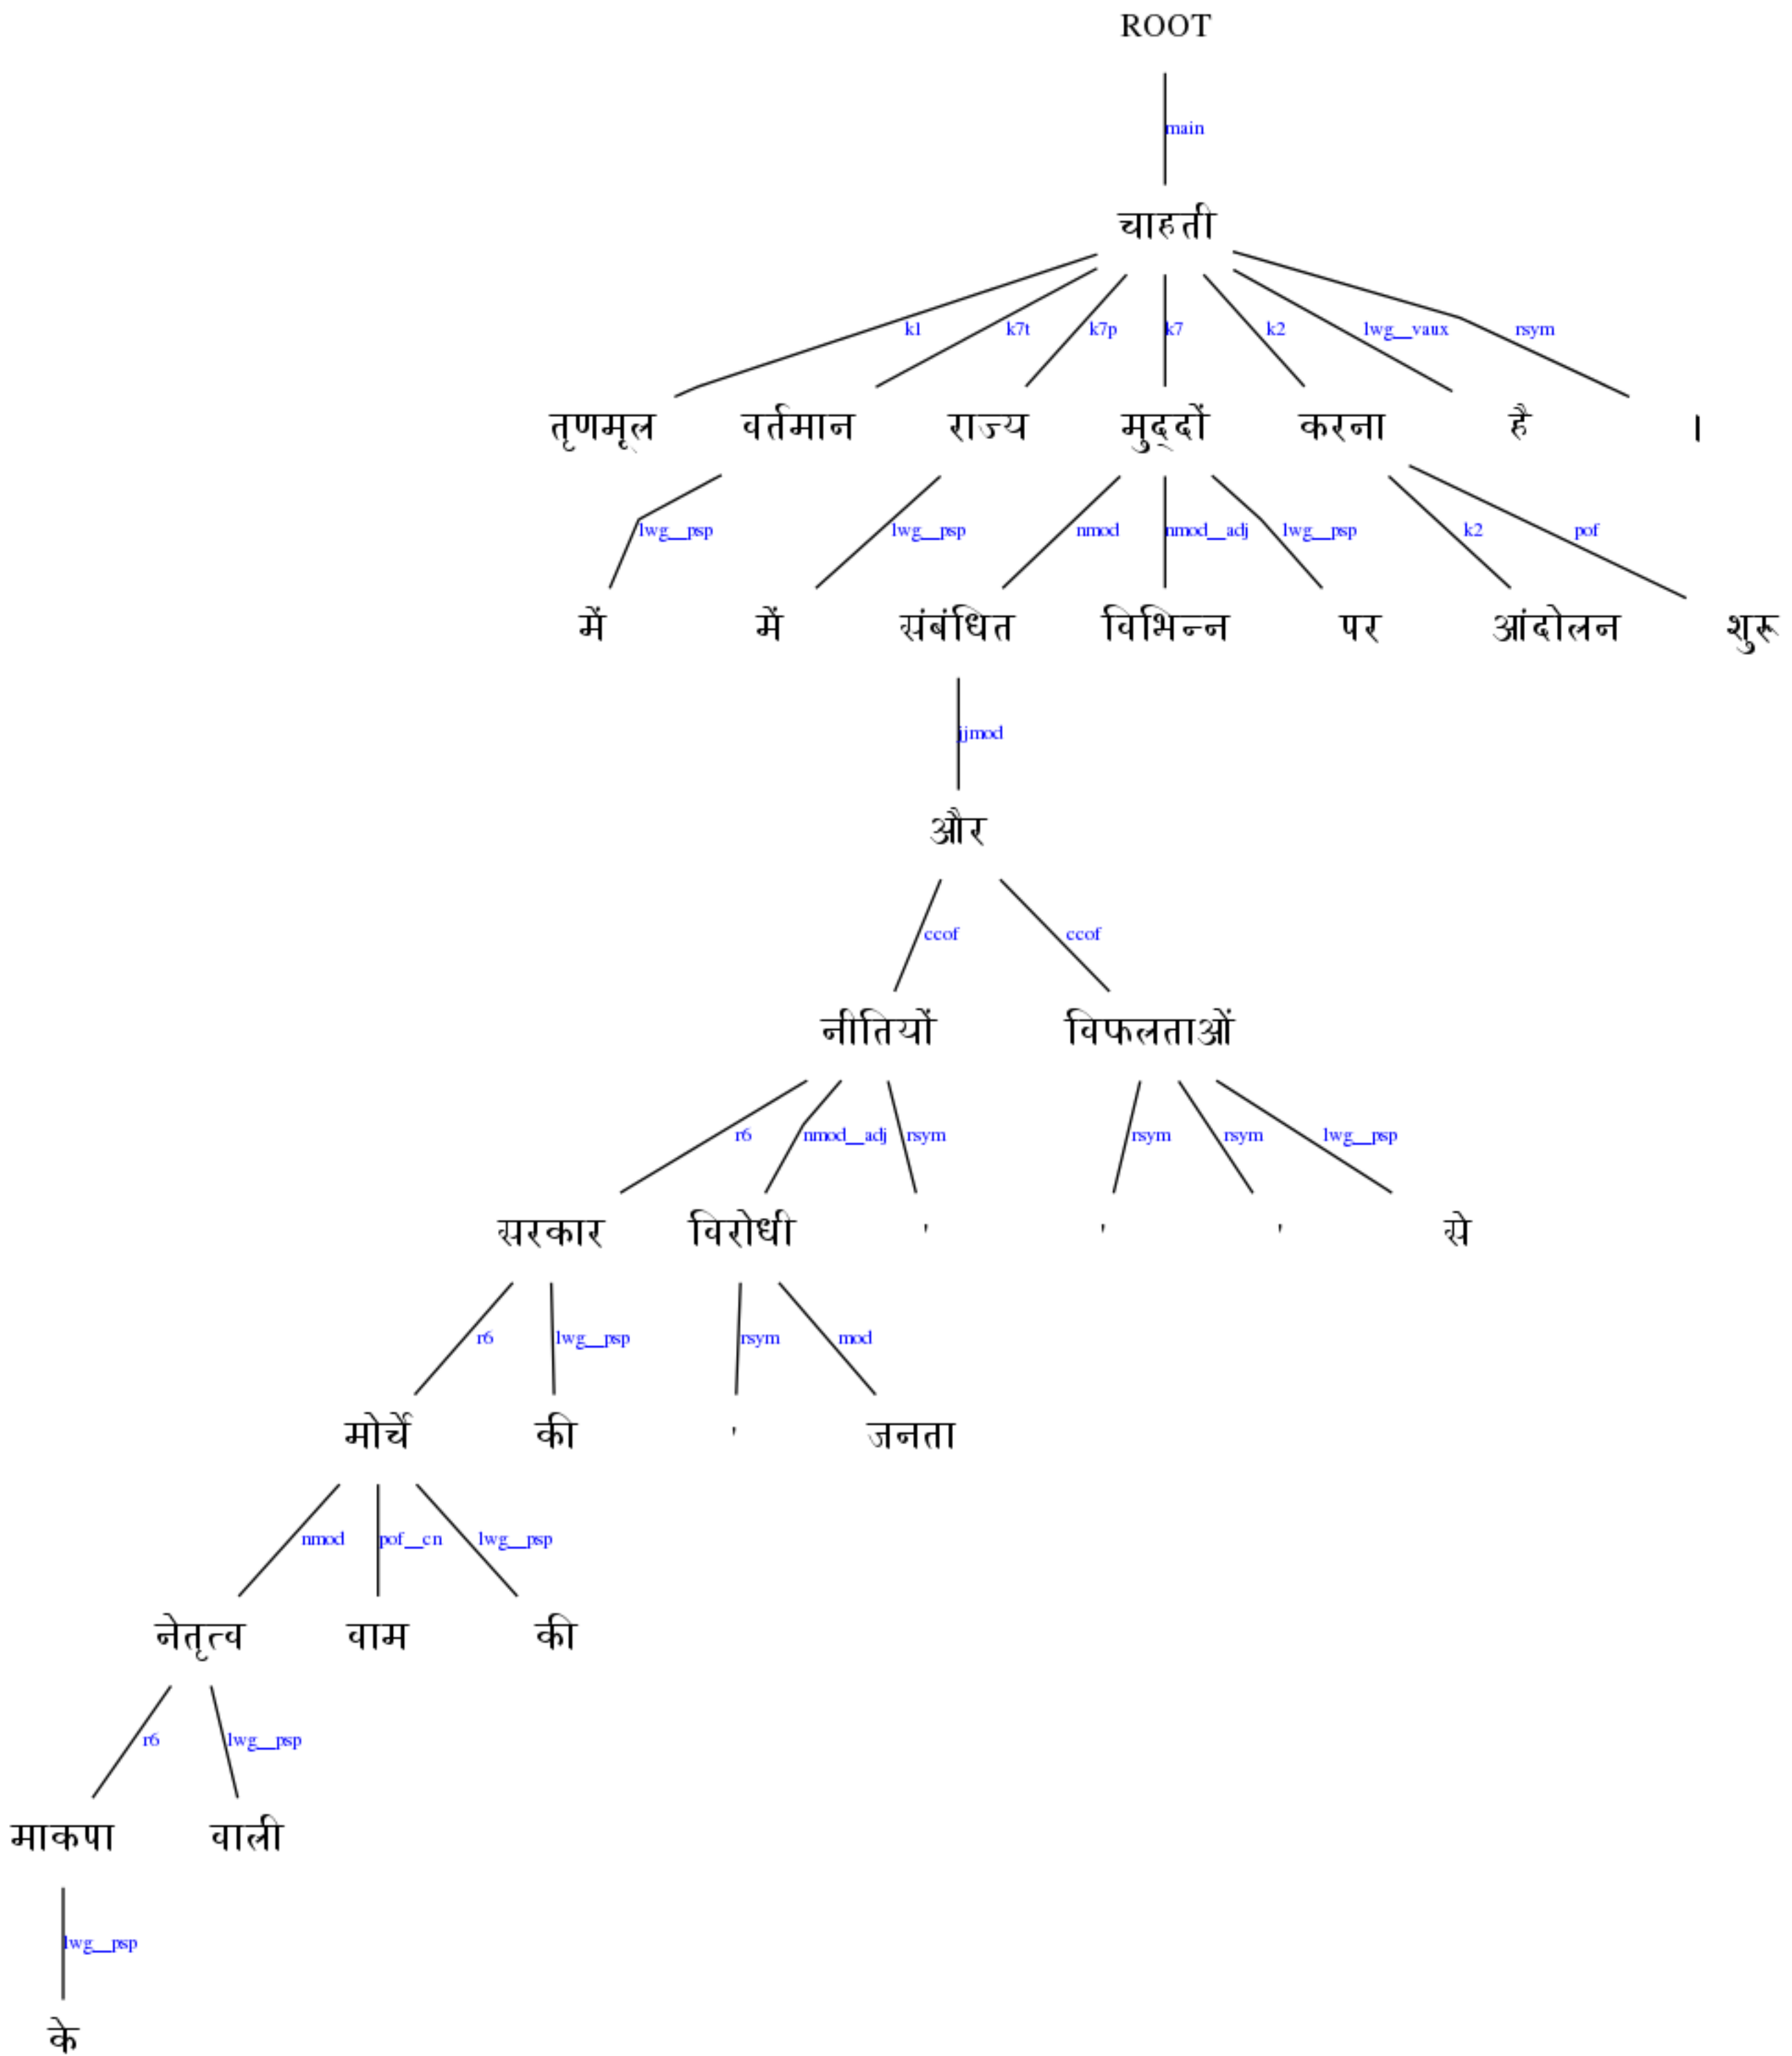 ROOT
main
चाहती
k1 k7t k7p k7 k2 lwg__vaux rsym
तृणमूल वर्तमान राज्य मुद्दों करना है ।
lwg__psp lwg__psp nmod nmod__adj lwg__psp k2 pof
में में संबंधित विभिन्न पर आंदोलन शुरू
jjmod
और
ccof ccof
नीतियों विफलताओं
r6 nmod__adj rsym rsym rsym lwg__psp
सरकार विरोधी ' ' ' से
r6 lwg__psp rsym mod
मोर्चे की ' जनता
nmod pof__cn lwg__psp
नेतृत्व वाम की
r6 lwg__psp
माकपा वाली
lwg__psp
के